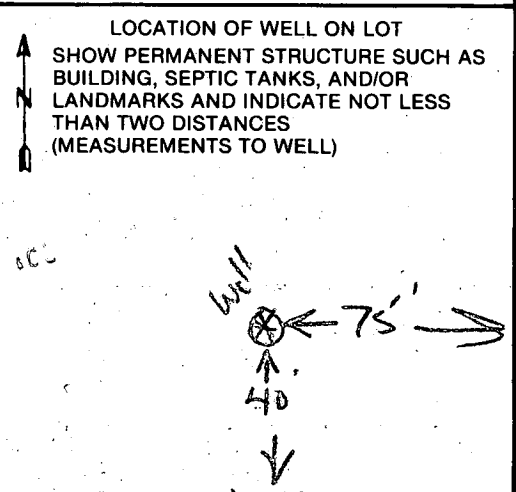 LOCATION OF WELL ON LOT
SHOW PERMANENT STRUCTURE SUCH AS
BUILDING, SEPTIC TANKS, AND/OR
N LANDMARKS AND INDICATE NOT LESS
THAN TWO DISTANCES
(MEASUREMENTS TO WELL)
Well
75'
40'